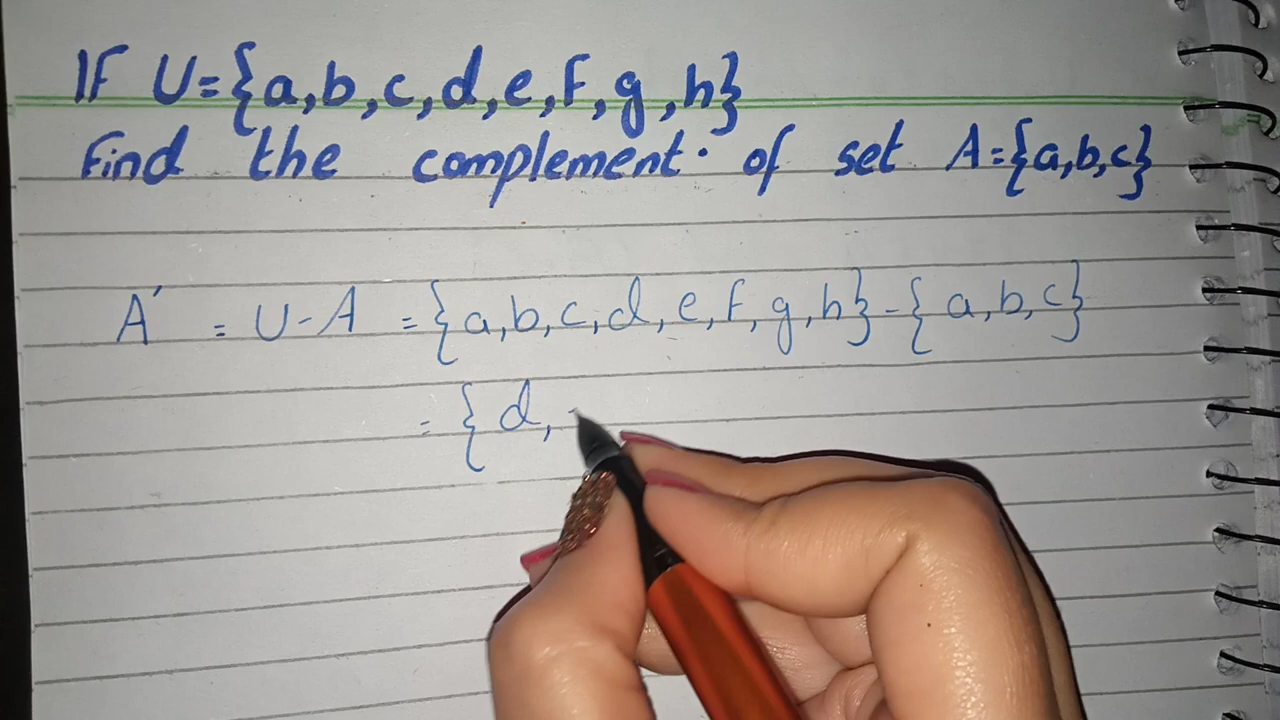 IF U={a,b,c,d,e,f,g,h}
Find the complement. of set A={a,b,c}
A′ = U-A = {a,b,c,d,e,f,g,h}-{a,b,c}
= {d,